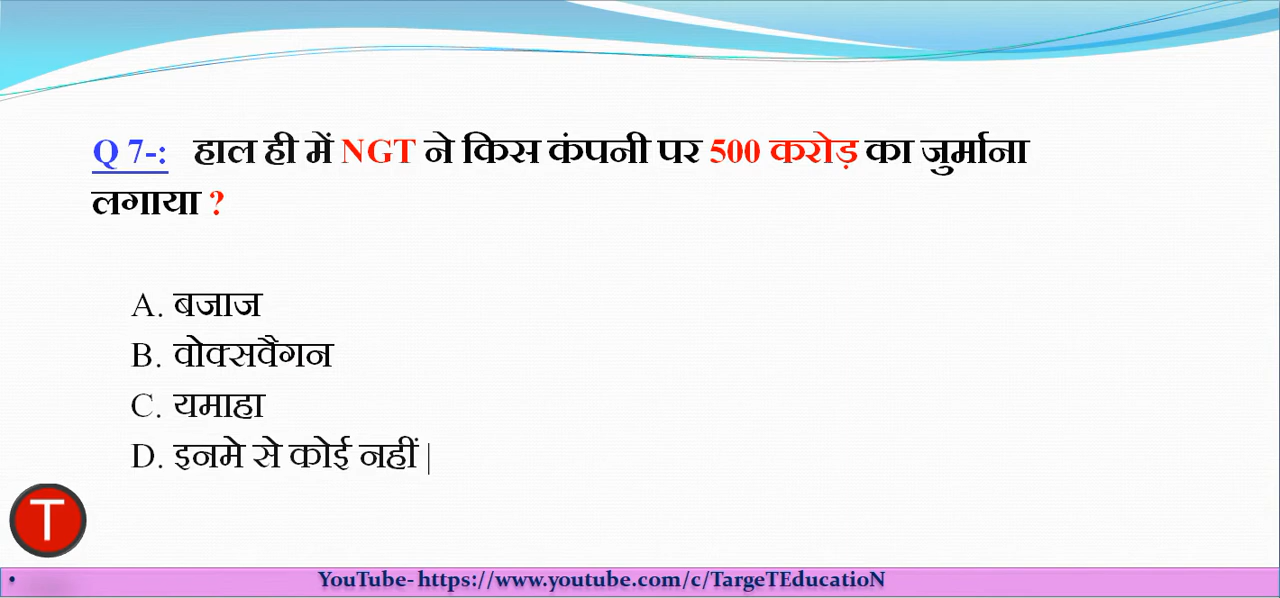 Q 7-: हाल ही में NGT ने किस कंपनी पर 500 करोड़ का जुर्माना
लगाया ?
A. बजाज
B. वोक्सवैगन
C. यमाहा
D. इनमे से कोई नहीं |
T
• YouTube- https://www.youtube.com/c/TargeTEducatioN